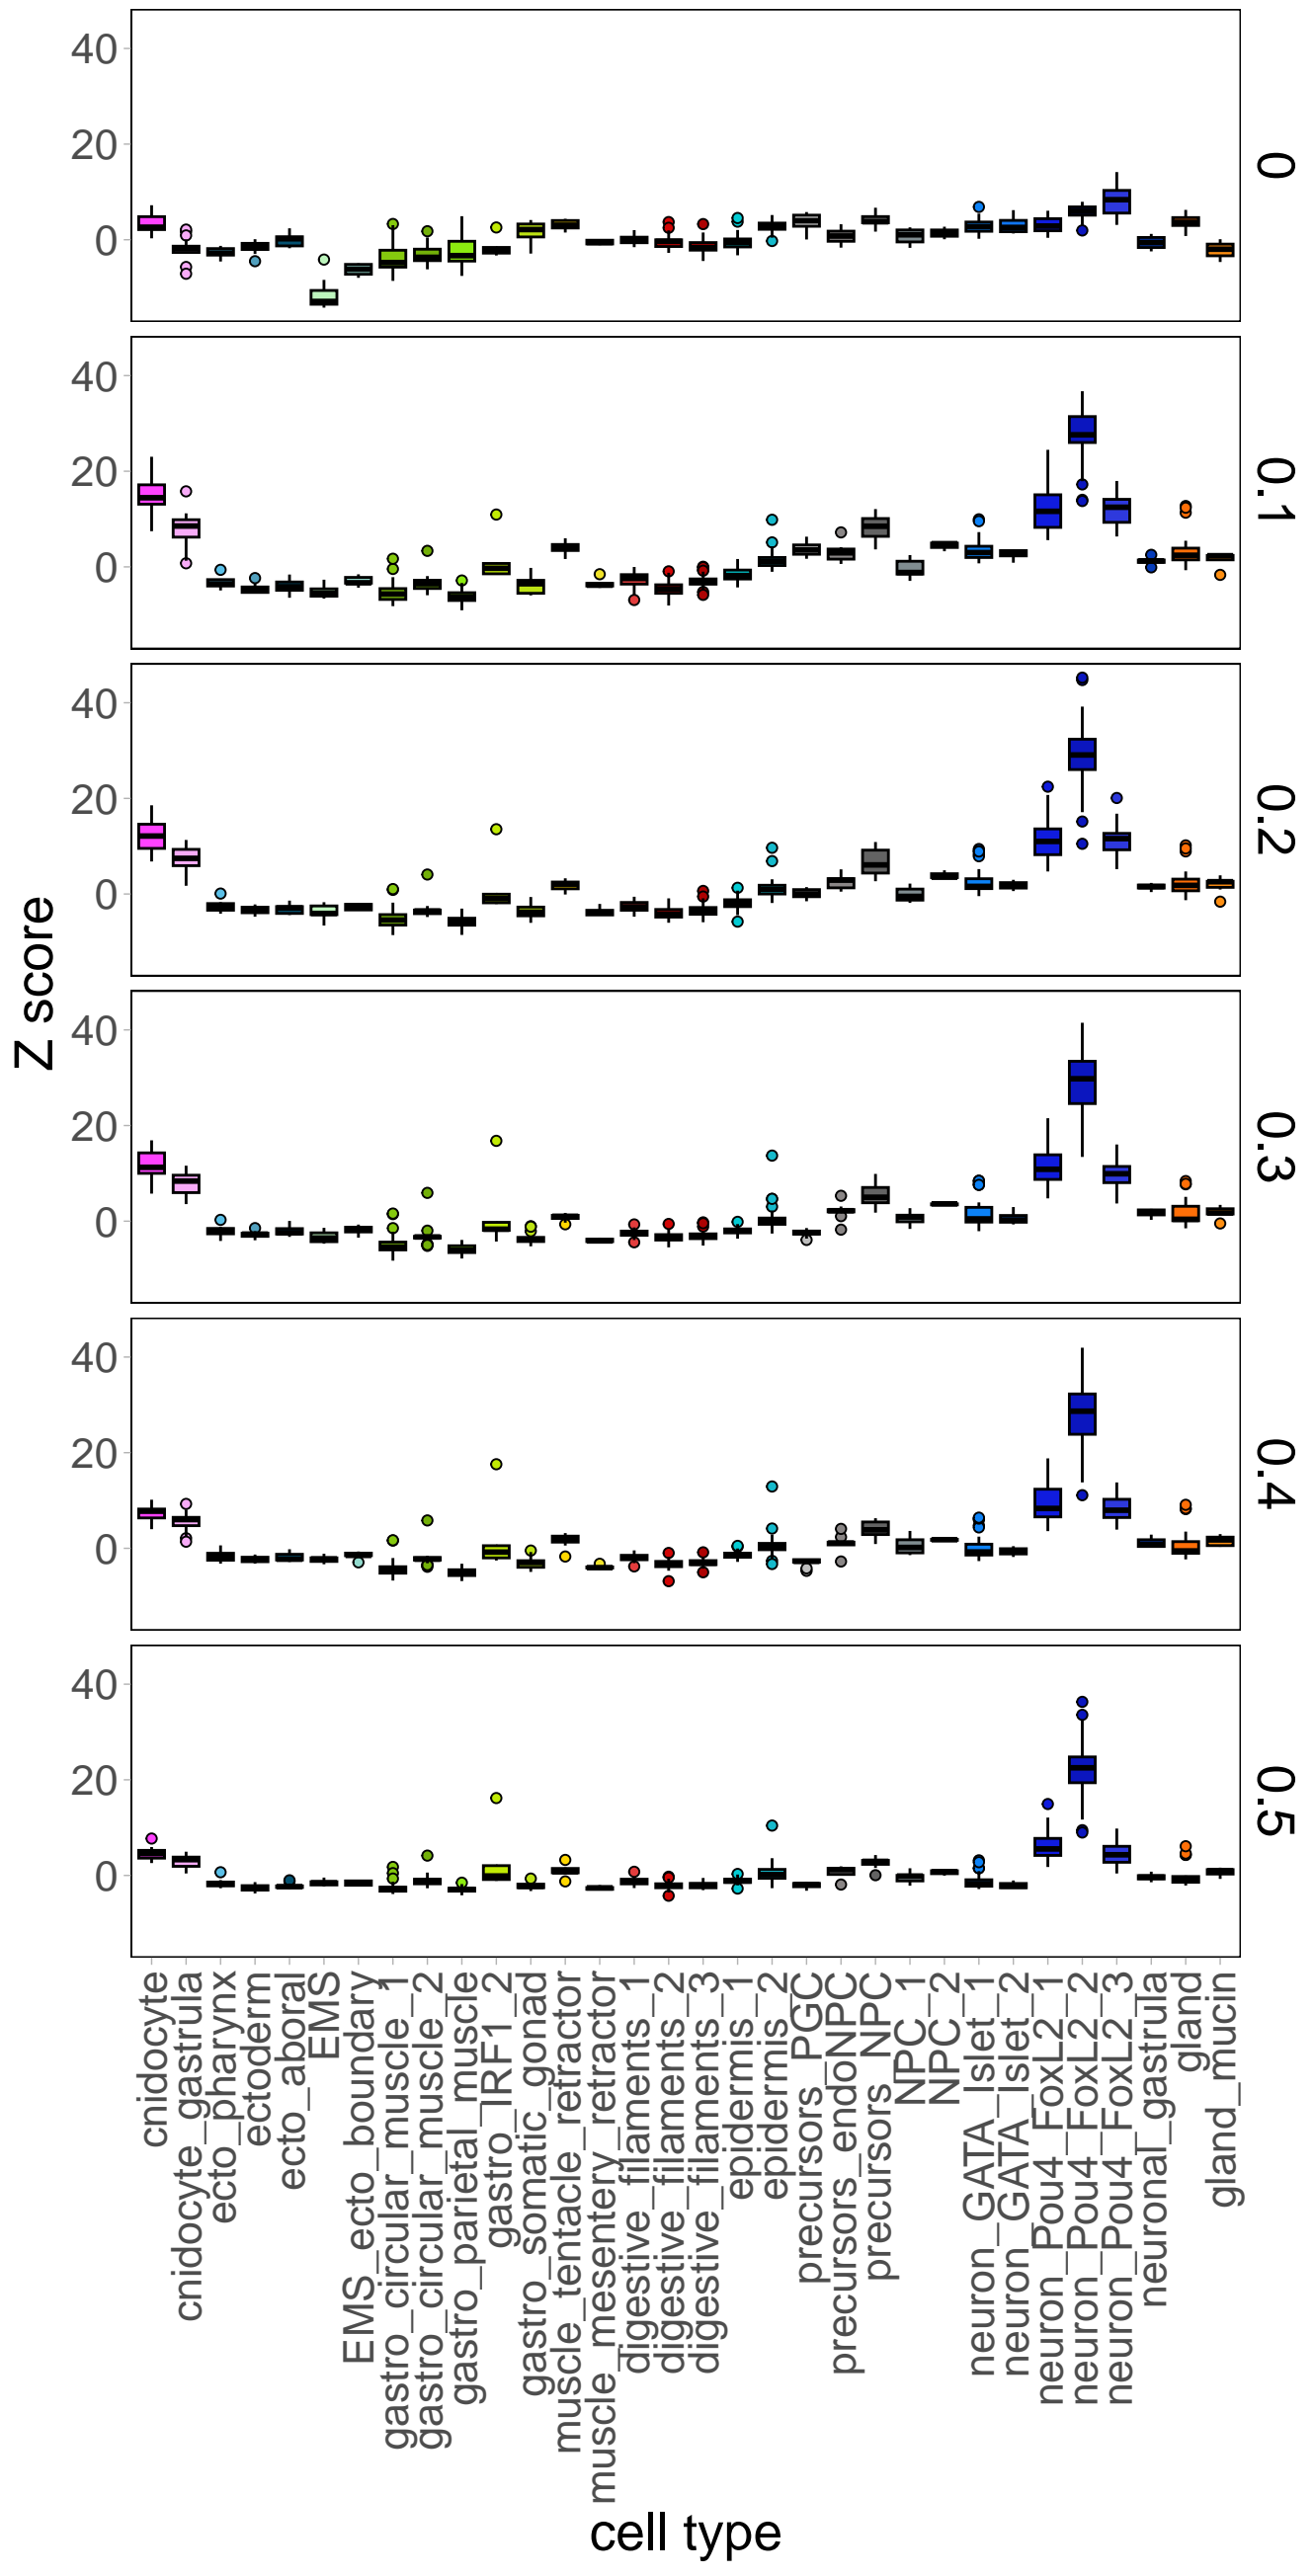 40
20
0
0
40
20
0
0.1
40
20
0
0.2
40
20
0
0.3
40
20
0
0.4
40
20
0
0.5
Z score
cnidocyte
cnidocyte_gastrula
ecto_pharynx
ectoderm
ecto_aboral
EMS
EMS_ecto_boundary
gastro_circular_muscle_1
gastro_circular_muscle_2
gastro_parietal_muscle
gastro_IRF1_2
gastro_somatic_gonad
muscle_tentacle_retractor
muscle_mesentery_retractor
digestive_filaments_1
digestive_filaments_2
digestive_filaments_3
epidermis_1
epidermis_2
precursors_PGC
precursors_endoNPC
precursors_NPC
NPC_1
NPC_2
neuron_GATA_Islet_1
neuron_GATA_Islet_2
neuron_Pou4_FoxL2_1
neuron_Pou4_FoxL2_2
neuron_Pou4_FoxL2_3
neuronal_gastrula
gland
gland_mucin
cell type